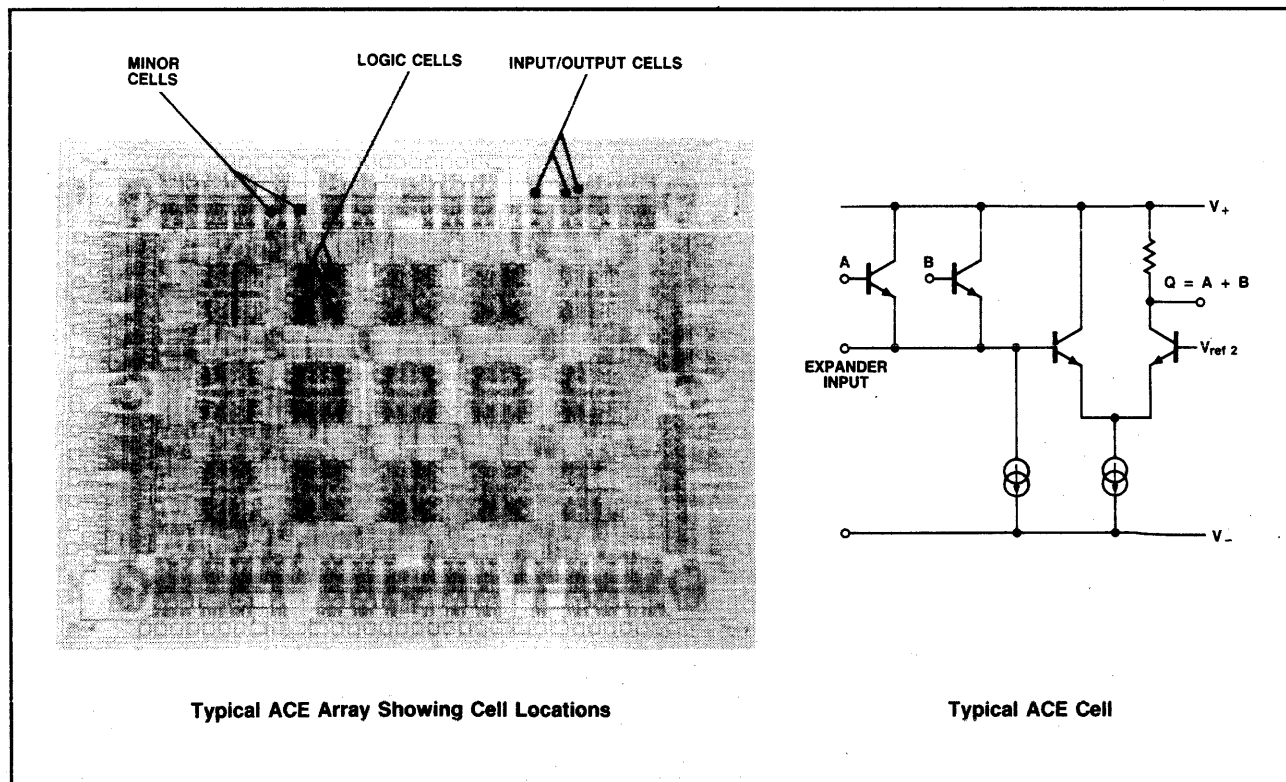 MINOR
CELLS
LOGIC CELLS
INPUT/OUTPUT CELLS
A
B
V+
Q = A + B
Vref 2
EXPANDER
INPUT
V-
Typical ACE Array Showing Cell Locations
Typical ACE Cell